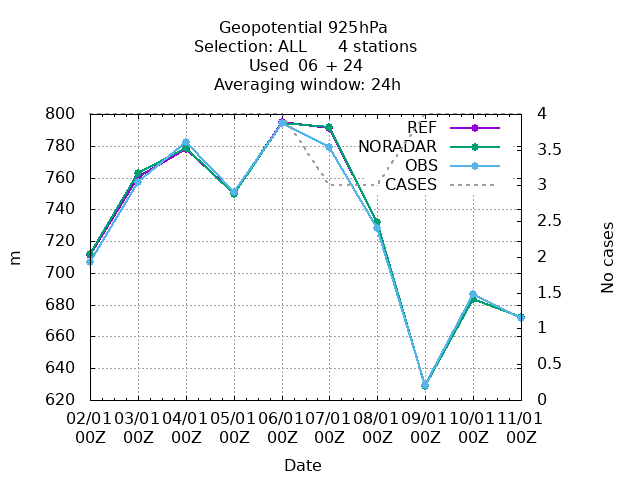 Geopotential 925hPa
Selection: ALL 4 stations
Used 06 + 24
Averaging window: 24h
800 4
REF
NORADAR
OBS
CASES
780 3.5
760 3
740 2.5
720 2
m
No cases
700 1.5
680 1
660 0.5
640 0
620
02/01 03/01 04/01 05/01 06/01 07/01 08/01 09/01 10/01 11/01
00Z 00Z 00Z 00Z 00Z 00Z 00Z 00Z 00Z 00Z
Date